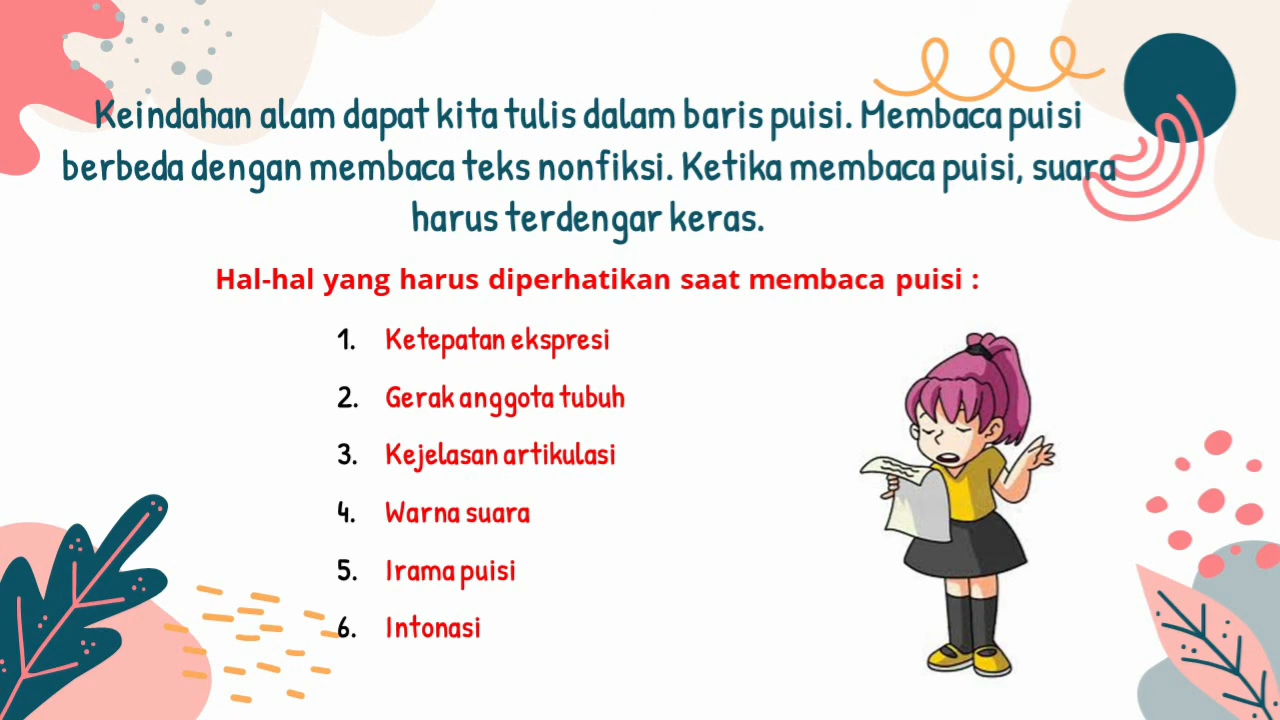 Keindahan alam dapat kita tulis dalam baris puisi. Membaca puisi
berbeda dengan membaca teks nonfiksi. Ketika membaca puisi, suara
harus terdengar keras.
Hal-hal yang harus diperhatikan saat membaca puisi :
1. Ketepatan ekspresi
2. Gerak anggota tubuh
3. Kejelasan artikulasi
4. Warna suara
5. Irama puisi
6. Intonasi